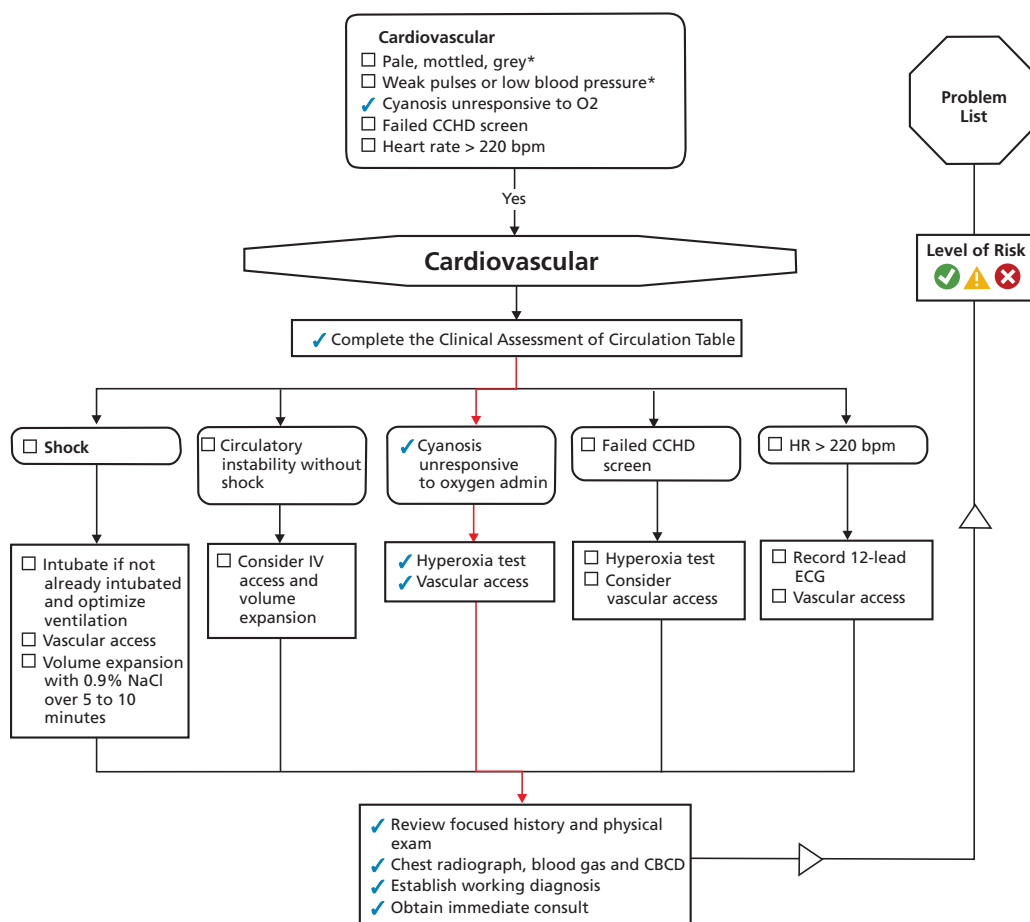 Cardiovascular
Pale, mottled, grey*
Weak pulses or low blood pressure*
Cyanosis unresponsive to O2
Failed CCHD screen
Heart rate > 220 bpm
Problem
List
Yes
Level of Risk
Cardiovascular
Complete the Clinical Assessment of Circulation Table
Shock
Circulatory
instability without
shock
Cyanosis
unresponsive
to oxygen admin
Failed CCHD
screen
HR > 220 bpm
Intubate if not
already intubated
and optimize
ventilation
Vascular access
Volume expansion
with 0.9% NaCl
over 5 to 10
minutes
Consider IV
access and
volume
expansion
Hyperoxia test
Vascular access
Hyperoxia test
Consider
vascular access
Record 12-lead
ECG
Vascular access
Review focused history and physical
exam
Chest radiograph, blood gas and CBCD
Establish working diagnosis
Obtain immediate consult